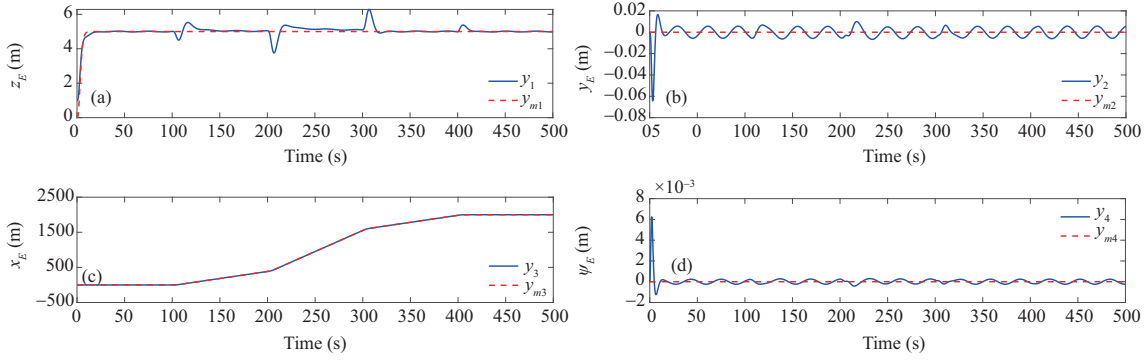 6
4
2
0
z_E (m)
(a)
y_1
y_m1
0 50 100 150 200 250 300 350 400 450 500
Time (s)
0.02
0
−0.02
−0.04
−0.06
−0.08
y_E (m)
(b)
y_2
y_m2
05 0 100 150 200 250 300 350 400 450 500
Time (s)
2500
1500
500
−500
x_E (m)
(c)
y_3
y_m3
0 50 100 150 200 250 300 350 400 450 500
Time (s)
×10⁻³
8
6
4
2
0
−2
ψ_E (m)
(d)
y_4
y_m4
0 50 100 150 200 250 300 350 400 450 500
Time (s)